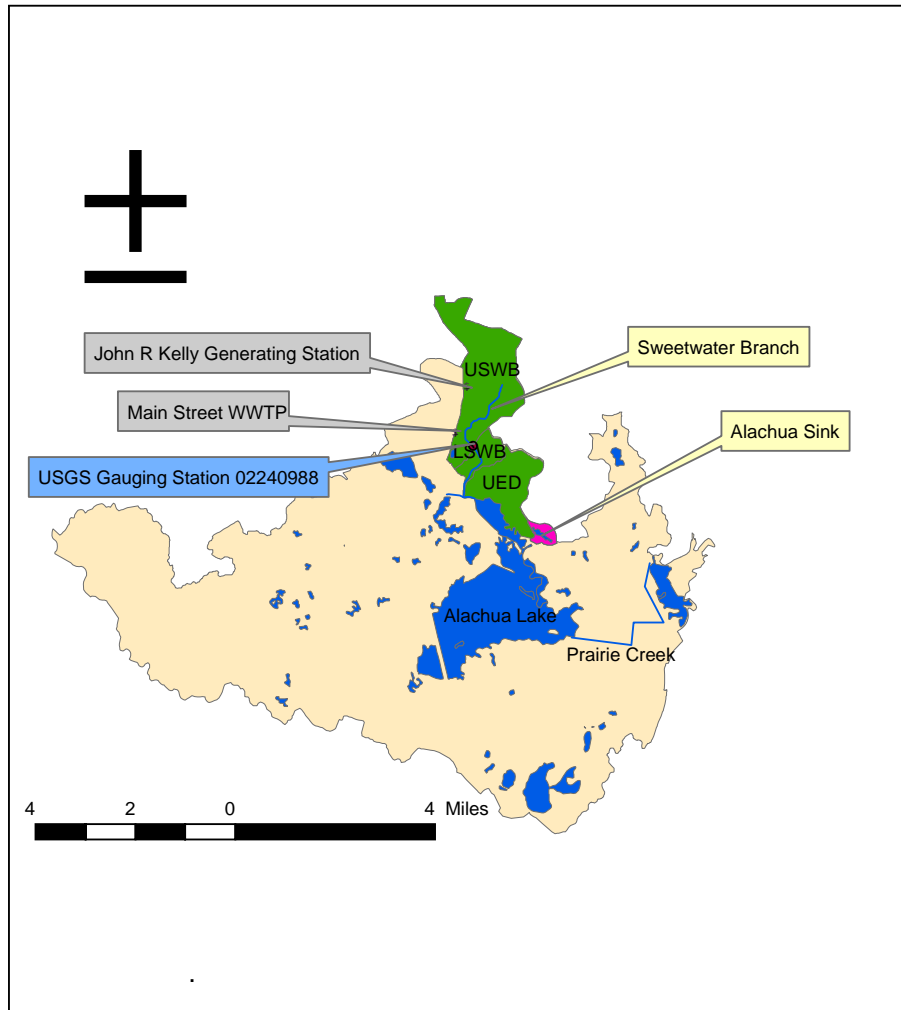 USWB
John R Kelly Generating Station
Sweetwater Branch
Main Street WWTP
Alachua Sink
LSWB
USGS Gauging Station 02240988
UED
Alachua Lake
Prairie Creek
4 2 0 4 Miles